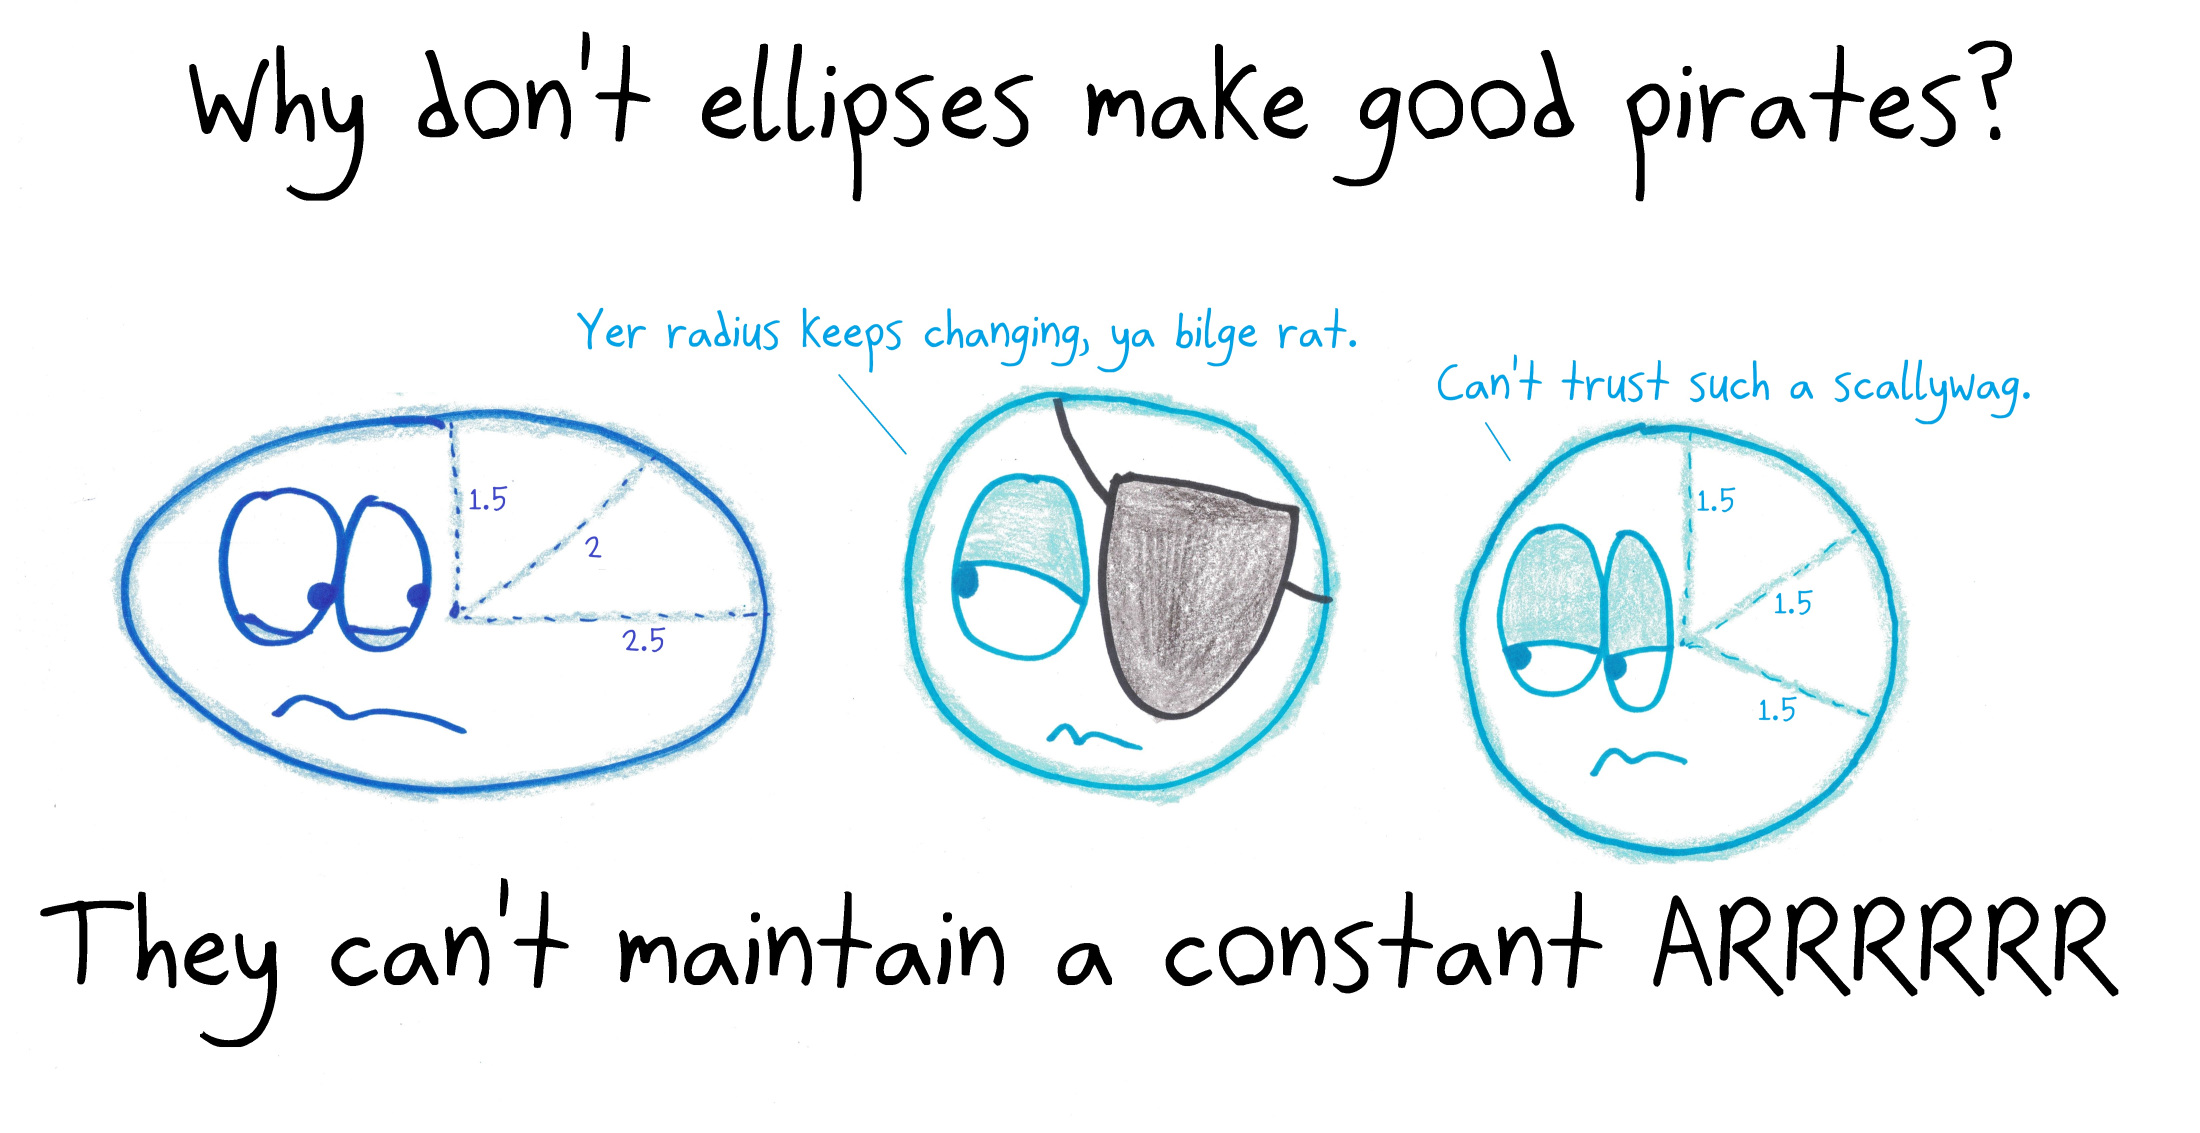 Why don't ellipses make good pirates?
Yer radius keeps changing, ya bilge rat.
Can't trust such a scallywag.
1.5
2
2.5
1.5
1.5
1.5
They can't maintain a constant ARRRRRR